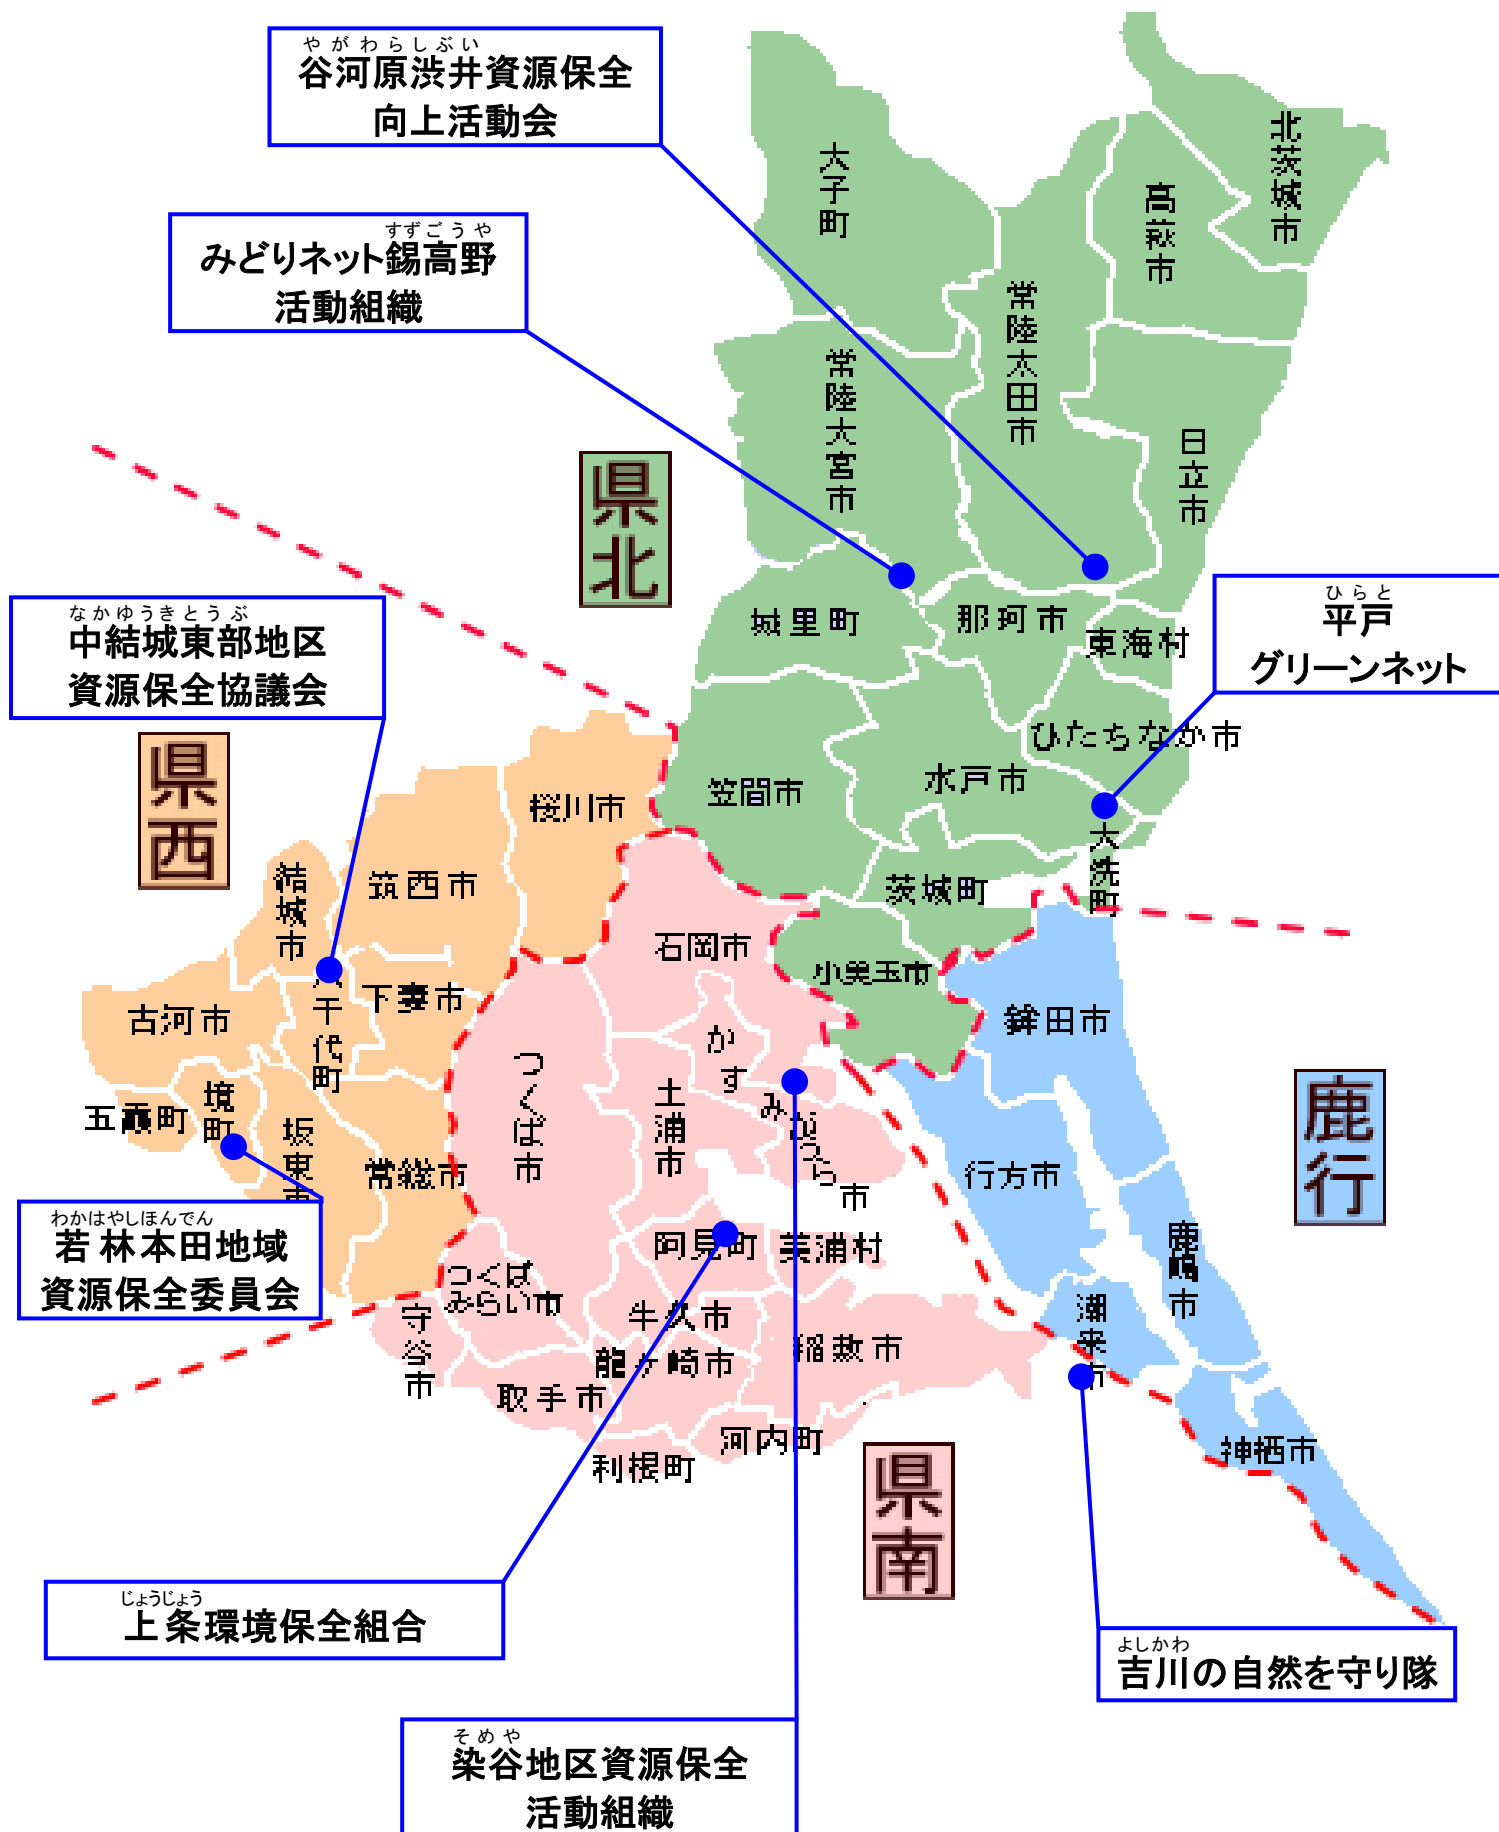 やがわらしぶい
谷河原渋井資源保全
向上活動会
すずごうや
みどりネット錫高野
活動組織
大子町
北茨城市
高萩市
常陸太田市
常陸大宮市
日立市
県北
城里町
那珂市
東海村
ひらと
平戸
グリーンネット
なかゆうきとうぶ
中結城東部地区
資源保全協議会
ひたちなか市
県西
桜川市
笠間市
水戸市
大洗町
結城市
筑西市
茨城町
石岡市
小美玉市
古河市
千代町
下妻市
鉾田市
かすみがうら市
つくば市
土浦市
五霞町
境町
坂東市
常総市
行方市
鹿行
わかはやしほんでん
若林本田地域
資源保全委員会
阿見町
美浦村
鹿嶋市
つくば
みらい市
守谷市
牛久市
龍ヶ崎市
稲敷市
潮来市
取手市
河内町
利根町
神栖市
県南
じょうじょう
上条環境保全組合
よしかわ
吉川の自然を守り隊
そめや
染谷地区資源保全
活動組織